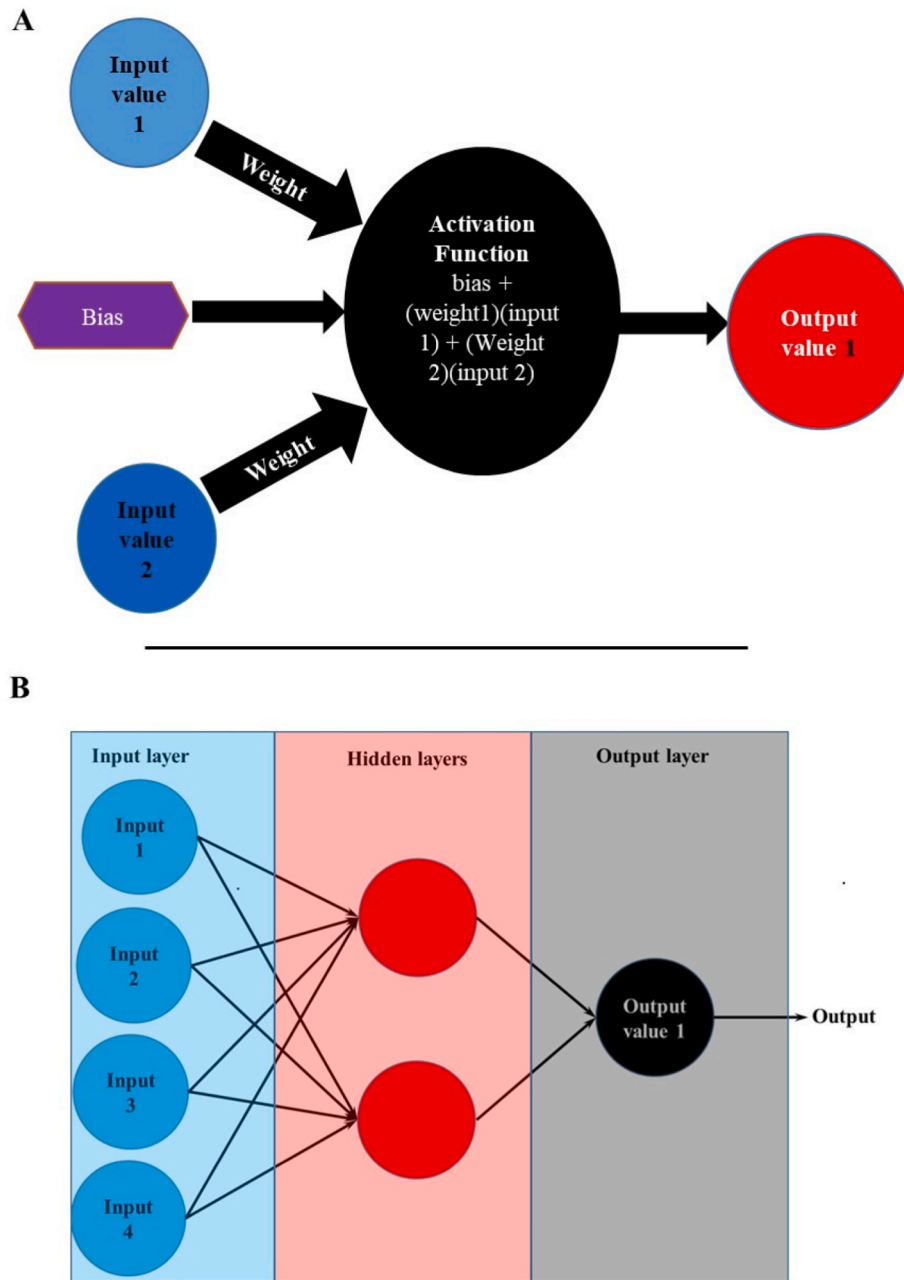 A
Input
value
1
Weight
Activation
Function
bias +
(weight1)(input
1) + (Weight
2)(input 2)
Bias
Output
value 1
Weight
Input
value
2
B
Input layer
Hidden layers
Output layer
Input
1
Input
2
Input
3
Input
4
Output
value 1
Output